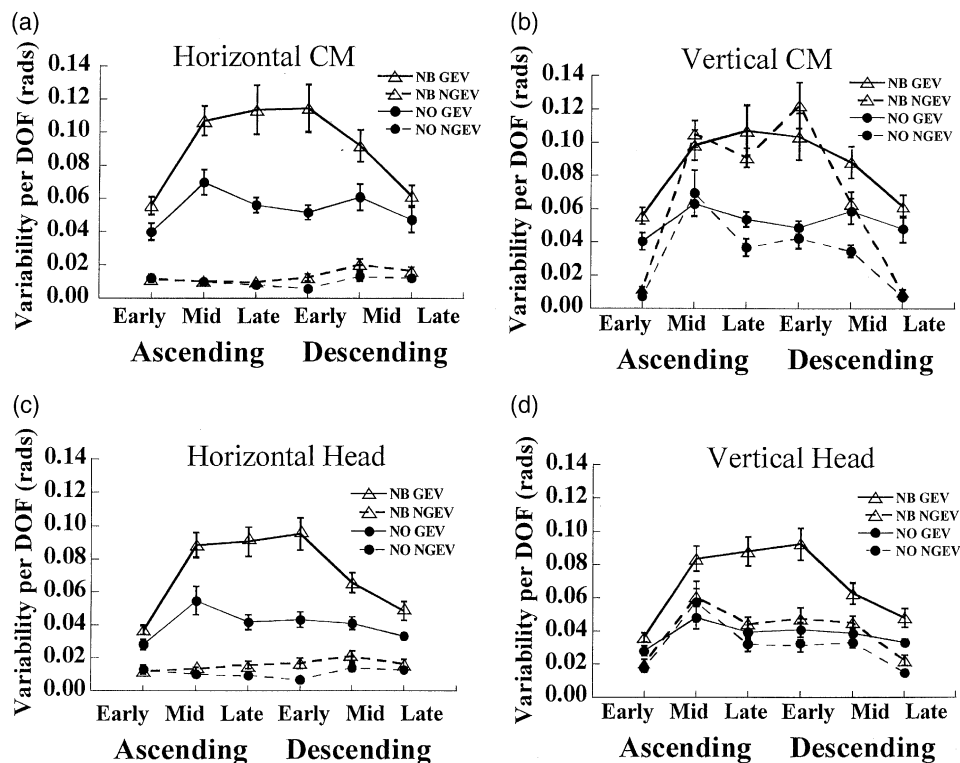 (a)
Horizontal CM
Variability per DOF (rads)
0.14
0.12
0.10
0.08
0.06
0.04
0.02
0.00
NB GEV
NB NGEV
NO GEV
NO NGEV
Early Mid Late Early Mid Late
Ascending Descending
(b)
Vertical CM
Variability per DOF (rads)
0.14
0.12
0.10
0.08
0.06
0.04
0.02
0.00
NB GEV
NB NGEV
NO GEV
NO NGEV
Early Mid Late Early Mid Late
Ascending Descending
(c)
Horizontal Head
Variability per DOF (rads)
0.14
0.12
0.10
0.08
0.06
0.04
0.02
0.00
NB GEV
NB NGEV
NO GEV
NO NGEV
Early Mid Late Early Mid Late
Ascending Descending
(d)
Vertical Head
Variability per DOF (rads)
0.14
0.12
0.10
0.08
0.06
0.04
0.02
0.00
NB GEV
NB NGEV
NO GEV
NO NGEV
Early Mid Late Early Mid Late
Ascending Descending